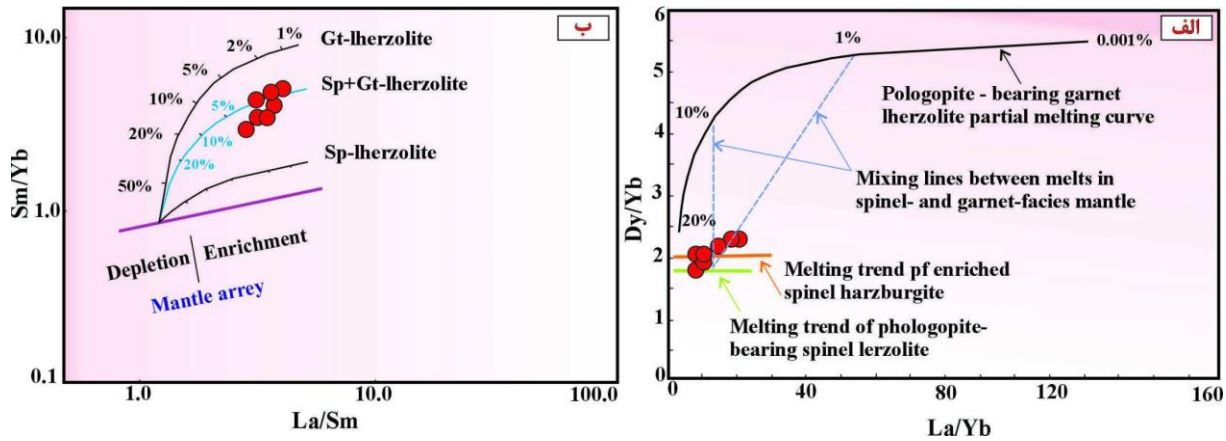 ب
10.0
1.0
0.1
Sm/Yb
1%
2%
5%
10%
20%
50%
Gt-lherzolite
Sp+Gt-lherzolite
5%
10%
20%
Sp-lherzolite
Depletion
Enrichment
Mantle arrey
1.0
10.0
100.0
La/Sm
الف
6
5
4
3
2
1
0
Dy/Yb
1%
0.001%
10%
20%
Pologopite - bearing garnet
lherzolite partial melting curve
Mixing lines between melts in
spinel- and garnet-facies mantle
Melting trend pf enriched
spinel harzburgite
Melting trend of phologopite-
bearing spinel lerzolite
0
40
80
120
160
La/Yb